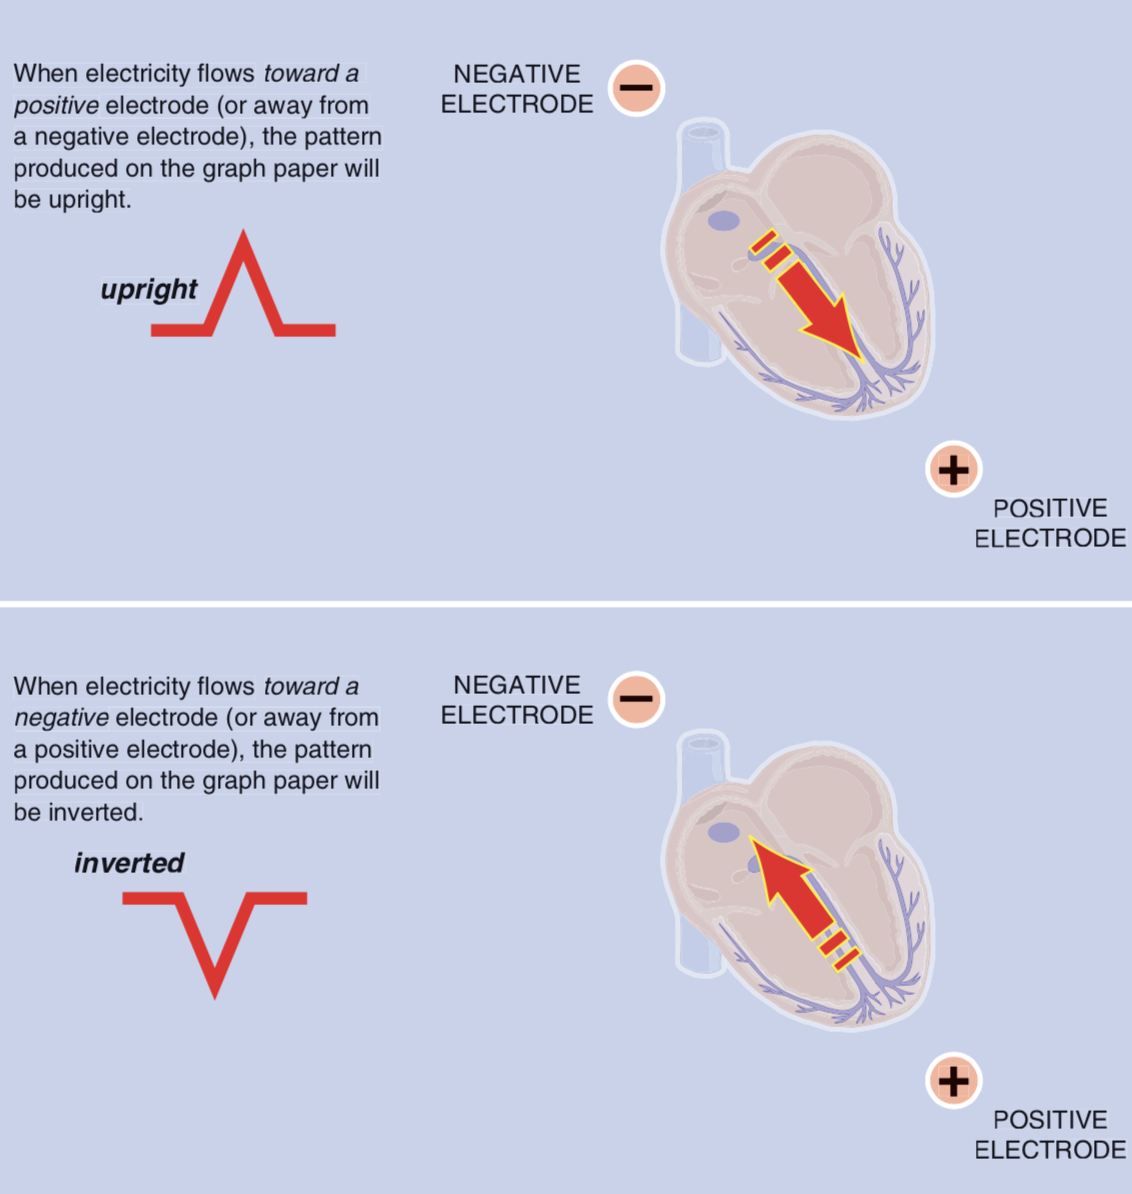 When electricity flows toward a
positive electrode (or away from
a negative electrode), the pattern
produced on the graph paper will
be upright.
upright
NEGATIVE
ELECTRODE
−
+
POSITIVE
ELECTRODE
When electricity flows toward a
negative electrode (or away from
a positive electrode), the pattern
produced on the graph paper will
be inverted.
inverted
NEGATIVE
ELECTRODE
−
+
POSITIVE
ELECTRODE